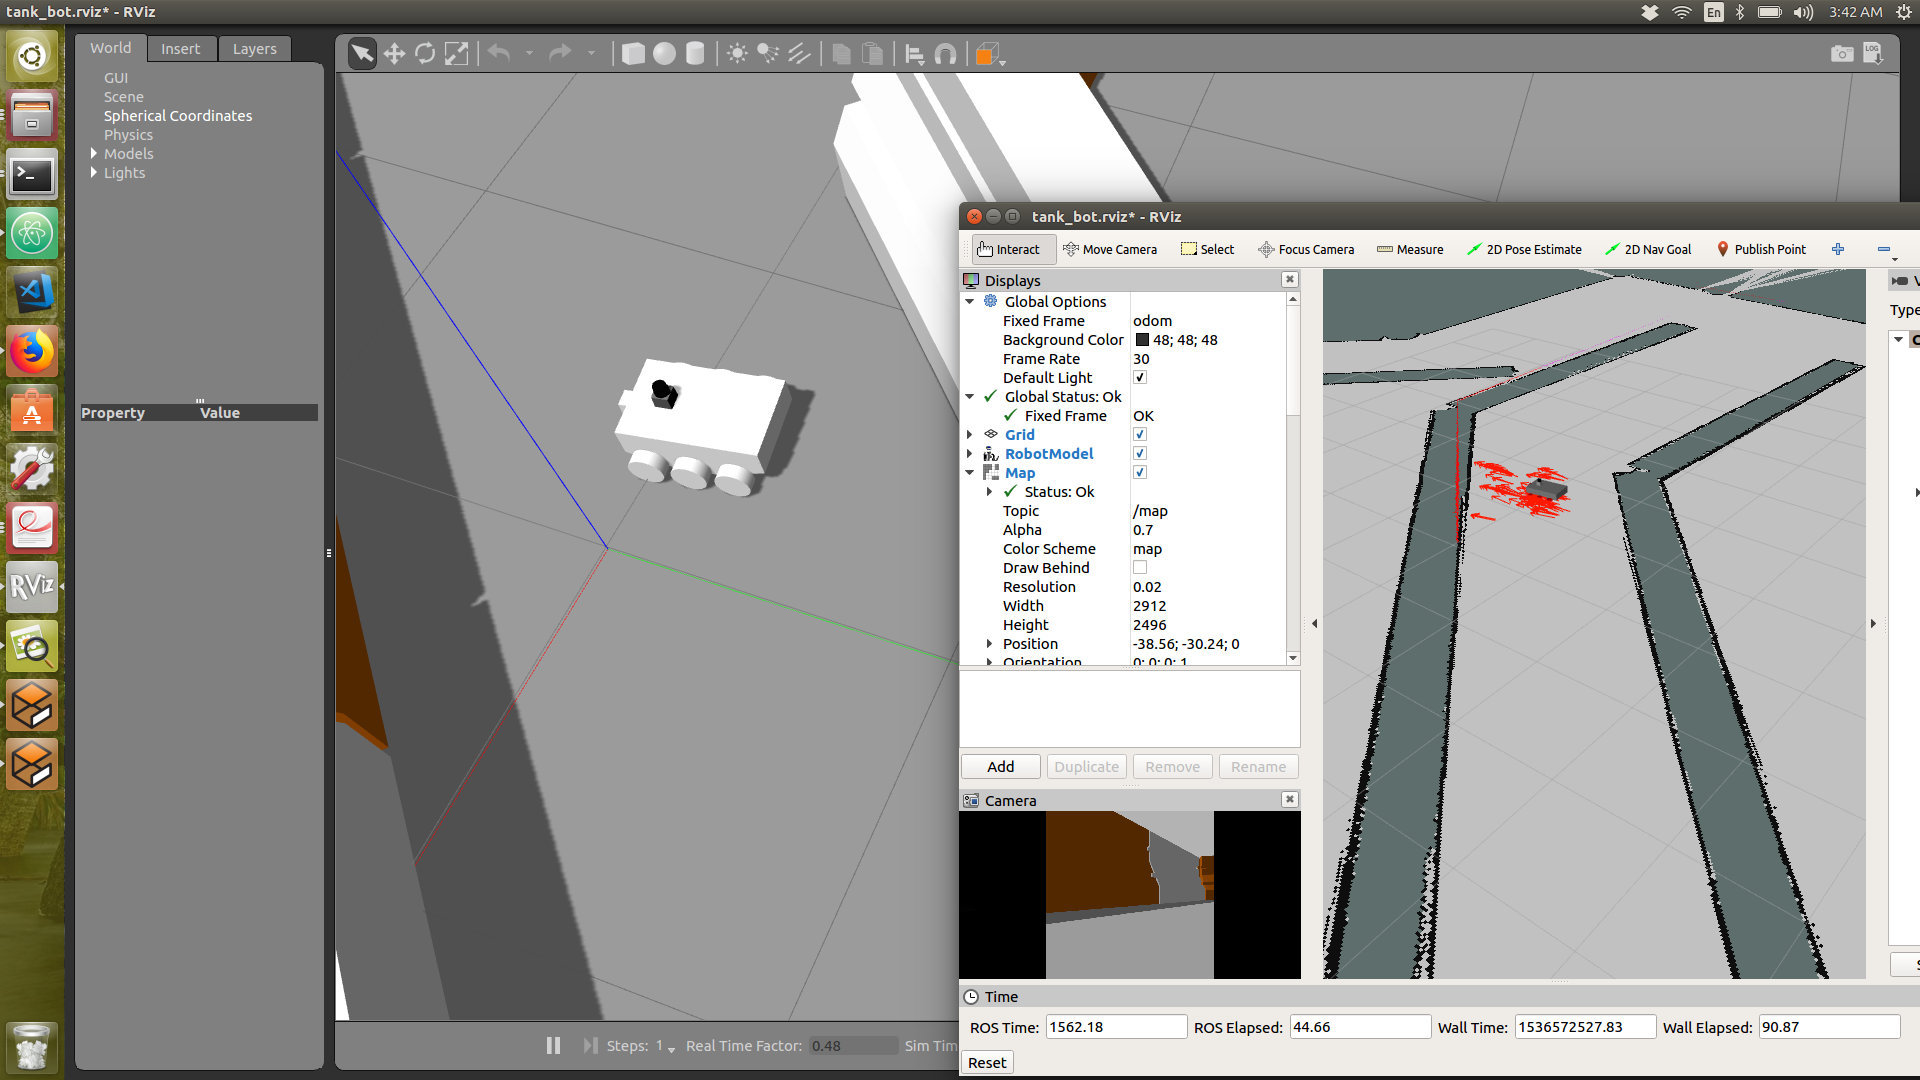 tank_bot.rviz* - RViz
En
3:42 AM
World
Insert
Layers
LOG
GUI
Scene
Spherical Coordinates
Physics
Models
Lights
Property
Value
RViz
tank_bot.rviz* - RViz
Interact
Move Camera
Select
Focus Camera
Measure
2D Pose Estimate
2D Nav Goal
Publish Point
Displays
Global Options
Fixed Frame odom
Background Color 48; 48; 48
Frame Rate 30
Default Light
Global Status: Ok
Fixed Frame OK
Grid
RobotModel
Map
Status: Ok
Topic /map
Alpha 0.7
Color Scheme map
Draw Behind
Resolution 0.02
Width 2912
Height 2496
Position -38.56; -30.24; 0
Orientation 0; 0; 0; 1
Type
Add
Duplicate
Remove
Rename
Camera
Time
ROS Time: 1562.18
ROS Elapsed: 44.66
Wall Time: 1536572527.83
Wall Elapsed: 90.87
Reset
Steps: 1
Real Time Factor: 0.48
Sim Tim